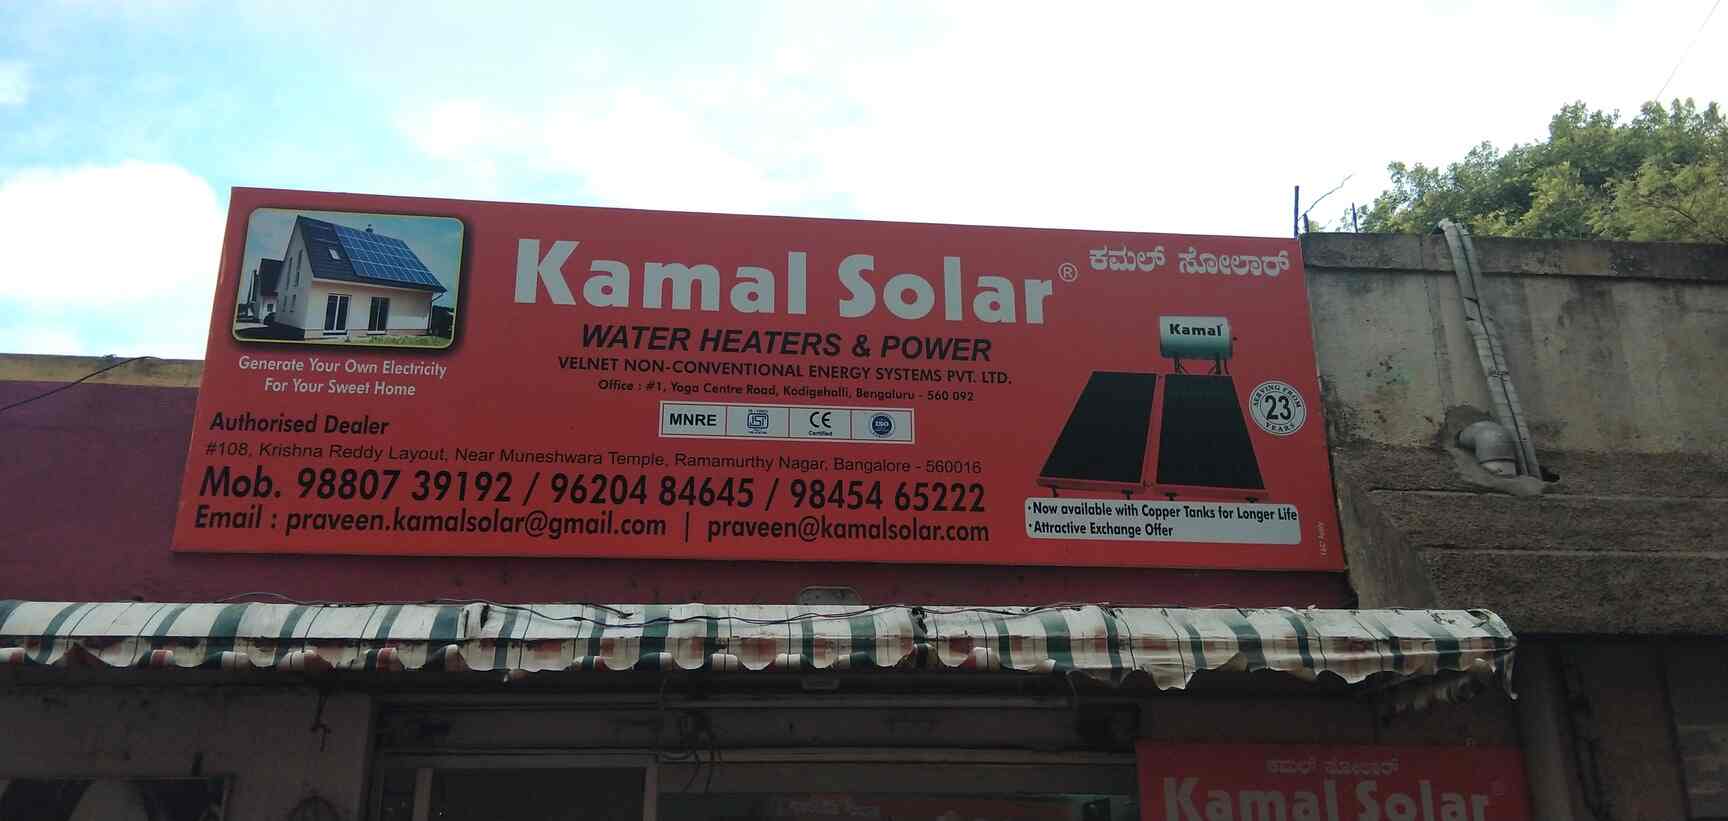 Kamal Solar®
ಕಮಲ್ ಸೋಲಾರ್
WATER HEATERS & POWER
VELNET NON-CONVENTIONAL ENERGY SYSTEMS PVT. LTD.
Office : #1, Yoga Centre Road, Kodigehalli, Bengaluru - 560 092
MNRE
CE
Certified
ISO
Generate Your Own Electricity
For Your Sweet Home
Kamal
SERVING FROM
23
YEARS
Authorised Dealer
#108, Krishna Reddy Layout, Near Muneshwara Temple, Ramamurthy Nagar, Bangalore - 560016
Mob. 98807 39192 / 96204 84645 / 98454 65222
Email : praveen.kamalsolar@gmail.com | praveen@kamalsolar.com
·Now available with Copper Tanks for Longer Life
·Attractive Exchange Offer
ಕಮಲ್ ಸೋಲಾರ್
Kamal Solar